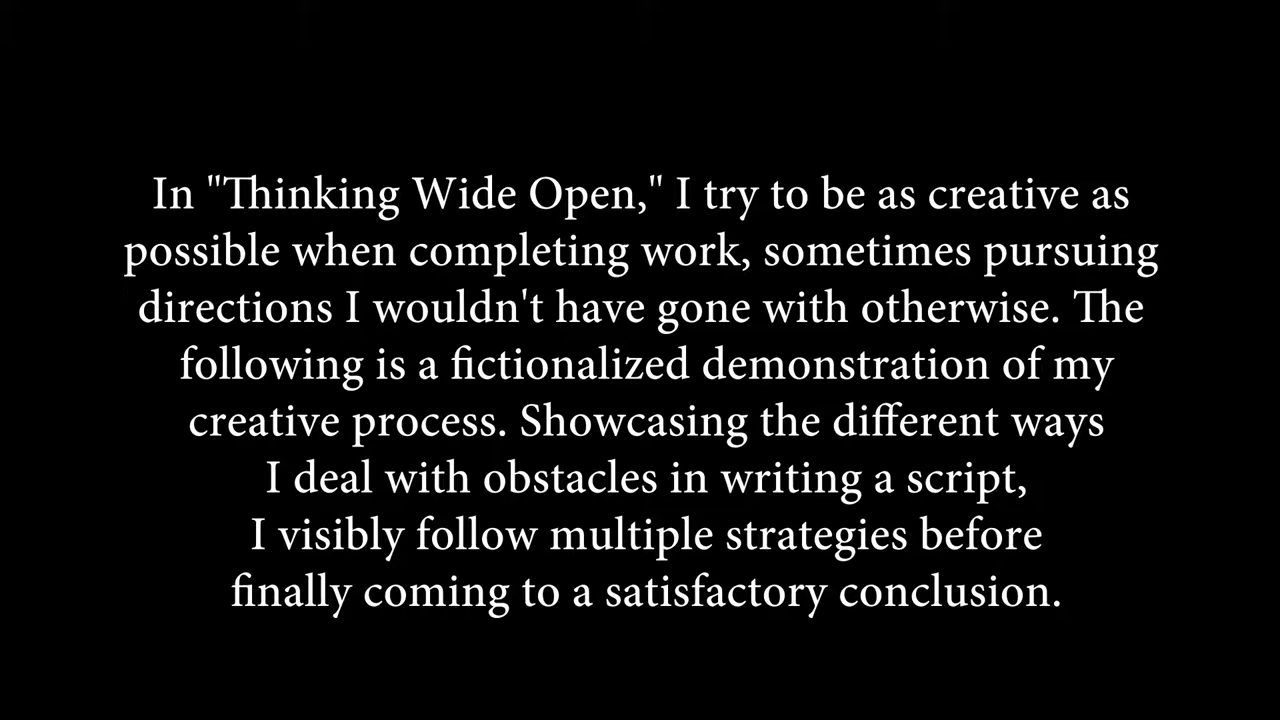 In "Thinking Wide Open," I try to be as creative as
possible when completing work, sometimes pursuing
directions I wouldn't have gone with otherwise. The
following is a fictionalized demonstration of my
creative process. Showcasing the different ways
I deal with obstacles in writing a script,
I visibly follow multiple strategies before
finally coming to a satisfactory conclusion.